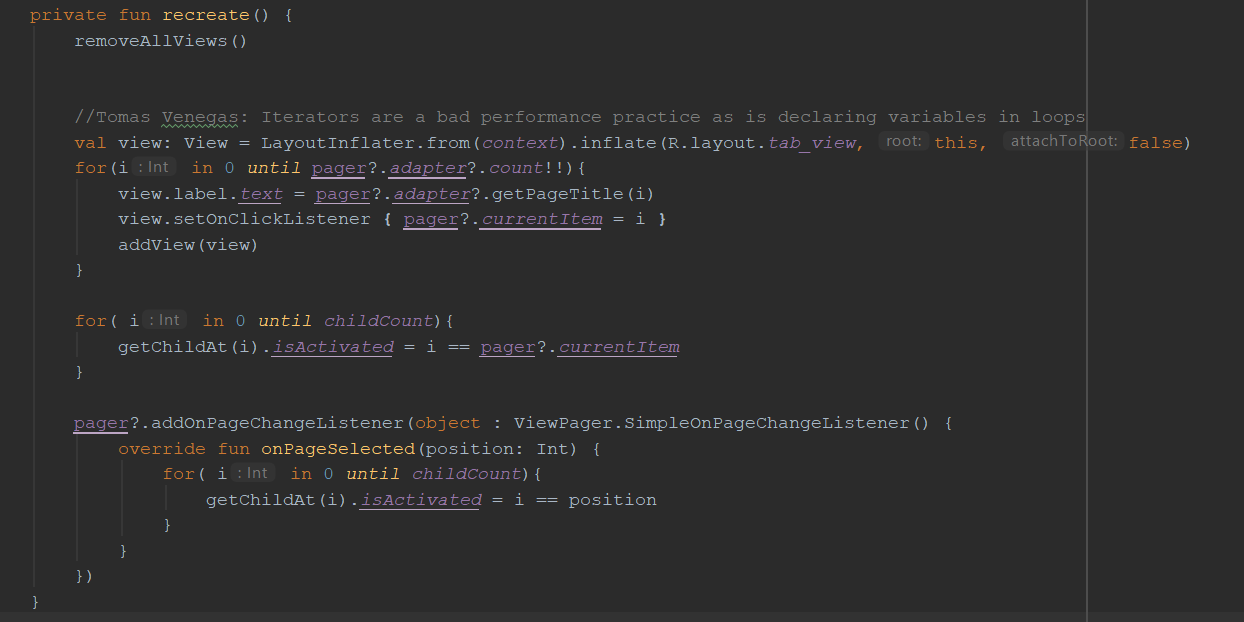 private fun recreate() {
removeAllViews()
//Tomas Venegas: Iterators are a bad performance practice as is declaring variables in loops
val view: View = LayoutInflater.from(context).inflate(R.layout.tab_view, root: this, attachToRoot: false)
for(i : Int in 0 until pager?.adapter?.count!!){
view.label.text = pager?.adapter?.getPageTitle(i)
view.setOnClickListener { pager?.currentItem = i }
addView(view)
}
for( i : Int in 0 until childCount){
getChildAt(i).isActivated = i == pager?.currentItem
}
pager?.addOnPageChangeListener(object : ViewPager.SimpleOnPageChangeListener() {
override fun onPageSelected(position: Int) {
for( i : Int in 0 until childCount){
getChildAt(i).isActivated = i == position
}
}
})
}